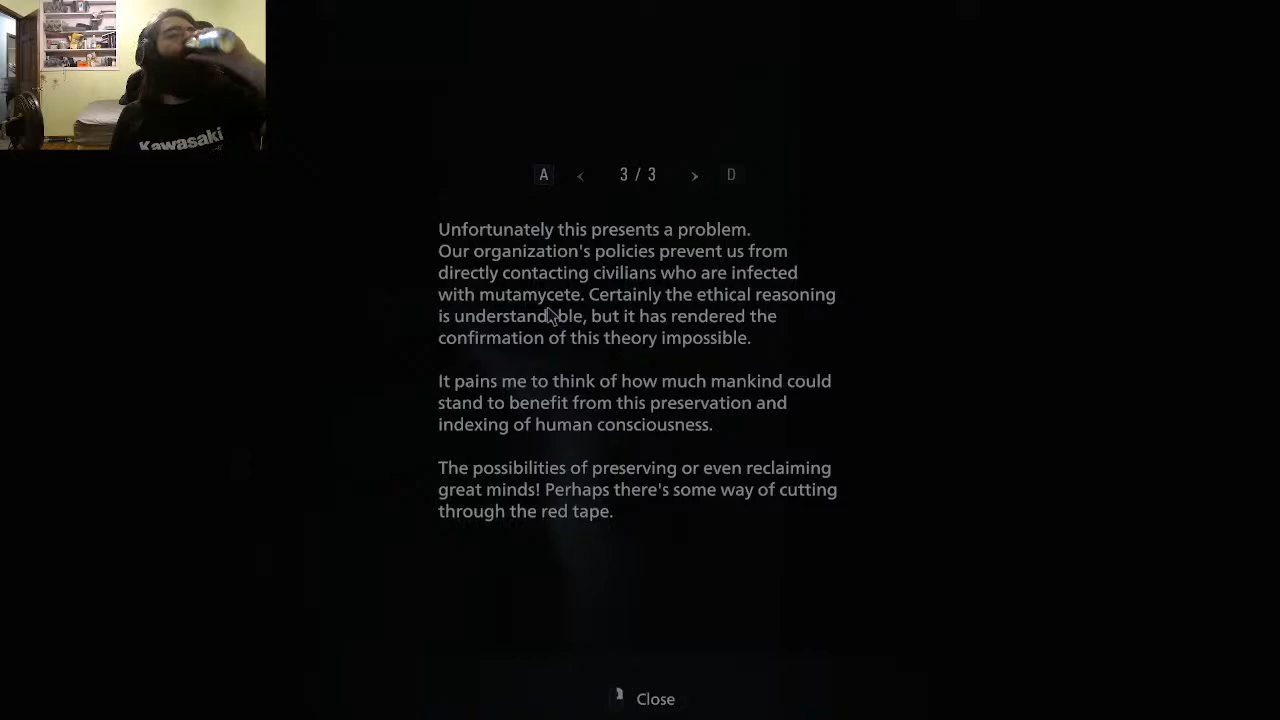 Kawasaki
A < 3 / 3 > D
Unfortunately this presents a problem.
Our organization's policies prevent us from
directly contacting civilians who are infected
with mutamycete. Certainly the ethical reasoning
is understandable, but it has rendered the
confirmation of this theory impossible.
It pains me to think of how much mankind could
stand to benefit from this preservation and
indexing of human consciousness.
The possibilities of preserving or even reclaiming
great minds! Perhaps there's some way of cutting
through the red tape.
Close